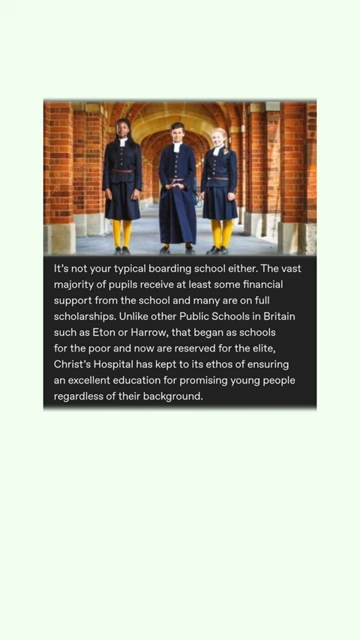 It's not your typical boarding school either. The vast
majority of pupils receive at least some financial
support from the school and many are on full
scholarships. Unlike other Public Schools in Britain
such as Eton or Harrow, that began as schools
for the poor and now are reserved for the elite,
Christ's Hospital has kept to its ethos of ensuring
an excellent education for promising young people
regardless of their background.